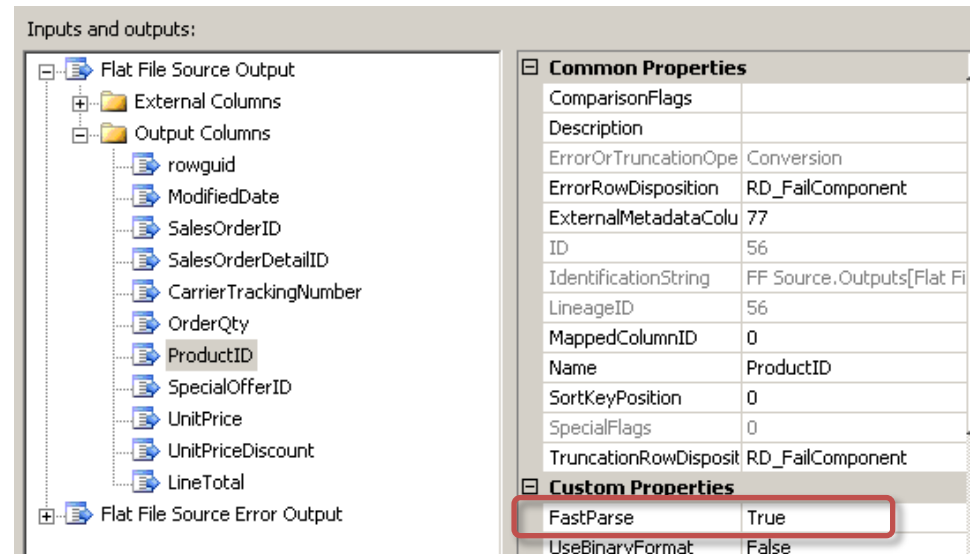 Inputs and outputs:
Flat File Source Output
External Columns
Output Columns
rowguid
ModifiedDate
SalesOrderID
SalesOrderDetailID
CarrierTrackingNumber
OrderQty
ProductID
SpecialOfferID
UnitPrice
UnitPriceDiscount
LineTotal
Flat File Source Error Output
Common Properties
ComparisonFlags
Description
ErrorOrTruncationOpe Conversion
ErrorRowDisposition RD_FailComponent
ExternalMetadataColu 77
ID 56
IdentificationString FF Source.Outputs[Flat Fi
LineageID 56
MappedColumnID 0
Name ProductID
SortKeyPosition 0
SpecialFlags 0
TruncationRowDisposit RD_FailComponent
Custom Properties
FastParse True
UseBinaryFormat False